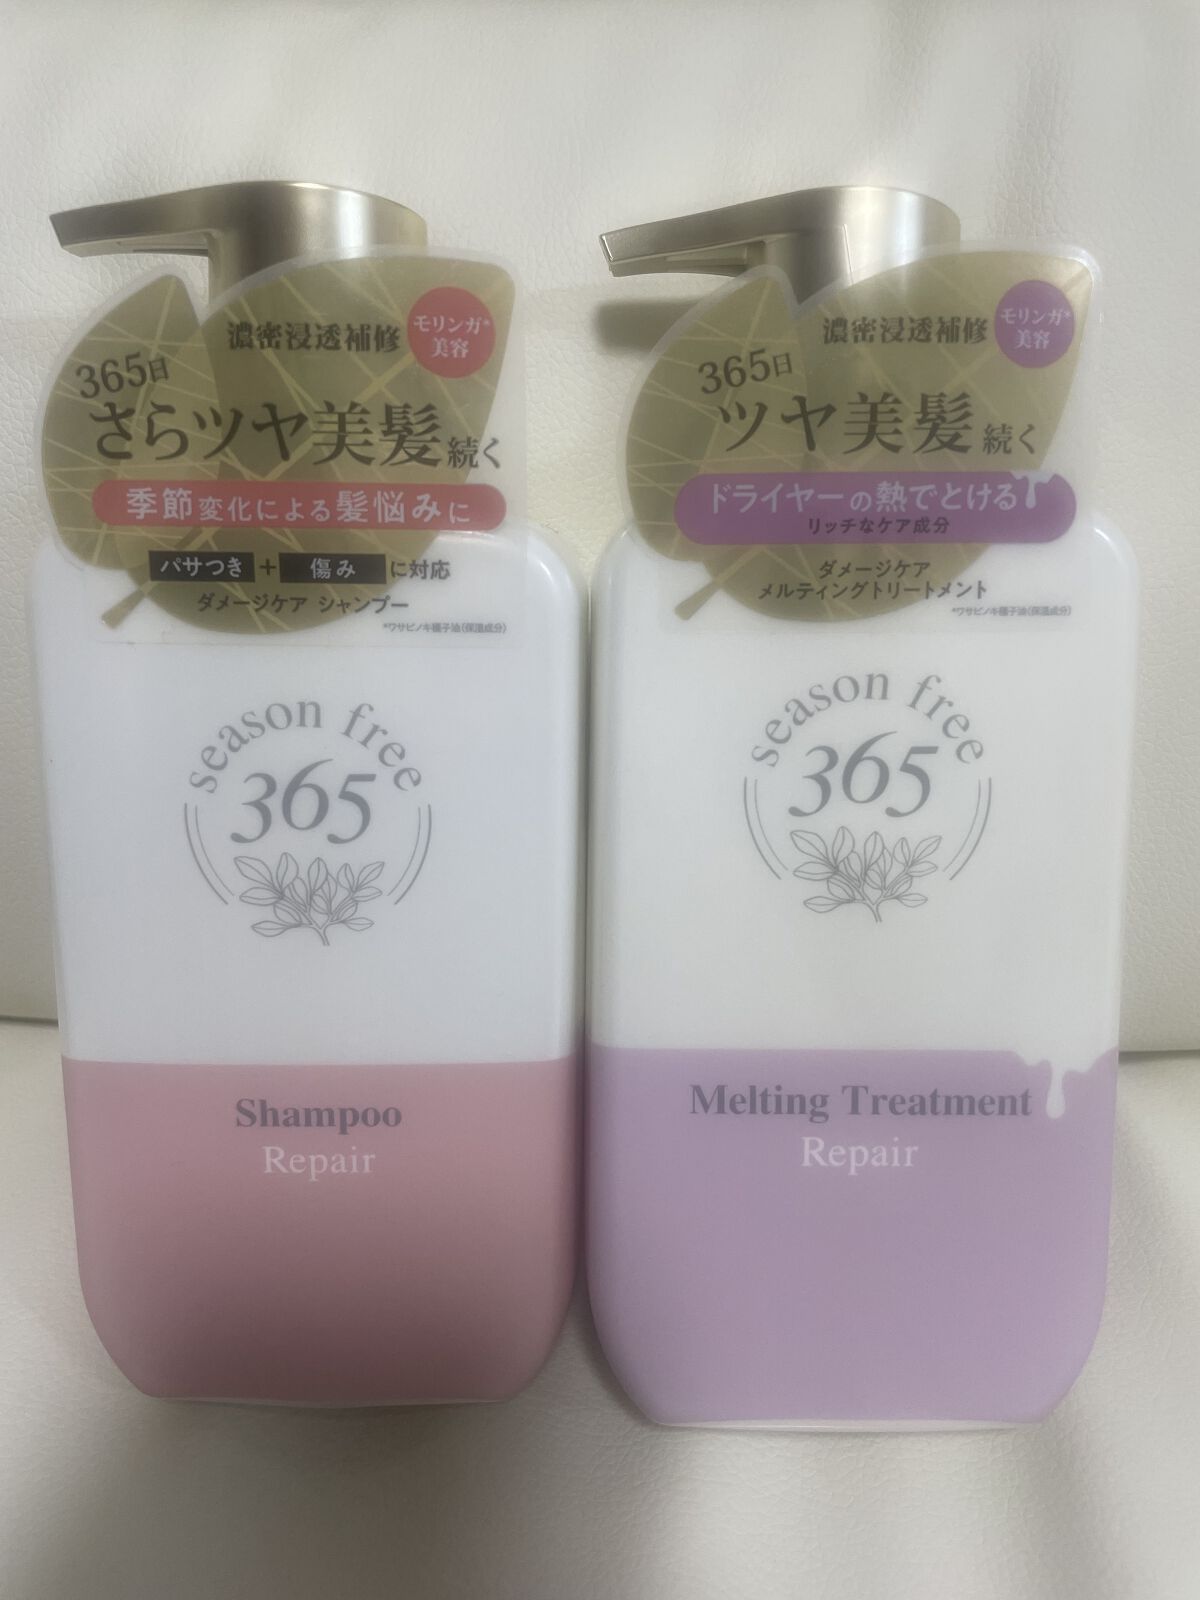 濃密浸透補修
モリンガ*
美容
365日
さらツヤ美髪続く
季節変化による髪悩みに
パサつき+傷みに対応
ダメージケア シャンプー
*ワサビノキ種子油(保湿成分)
season free
365
Shampoo
Repair
濃密浸透補修
モリンガ*
美容
365日
ツヤ美髪続く
ドライヤーの熱でとける
リッチなケア成分
ダメージケア
メルティングトリートメント
*ワサビノキ種子油(保湿成分)
season free
365
Melting Treatment
Repair